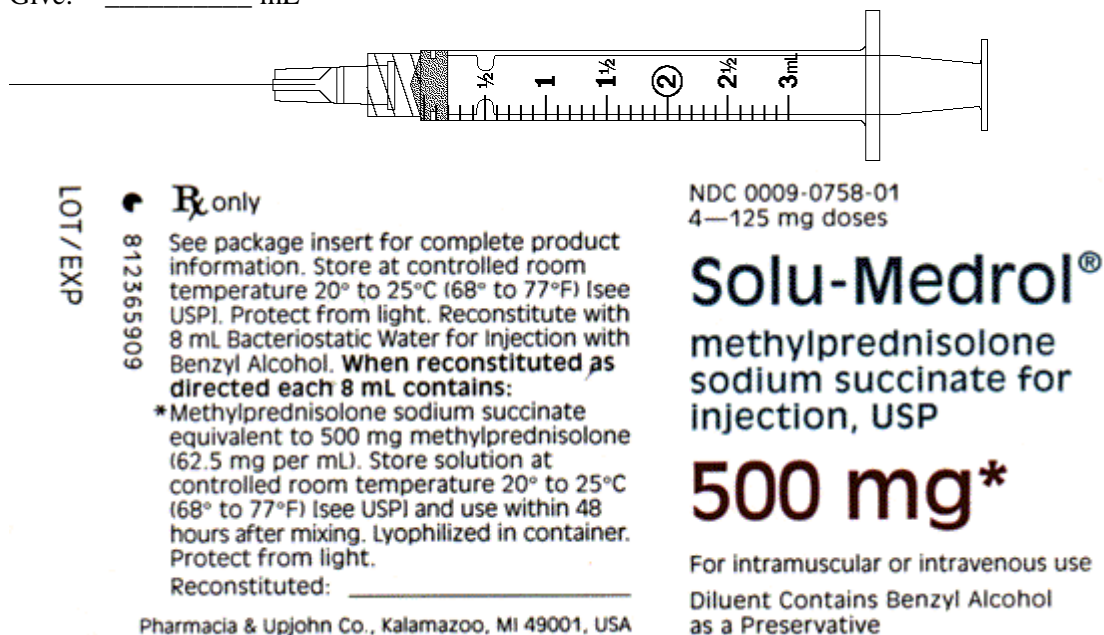 Give: __________ mL
½ 1 1½ 2 2½ 3 mL
LOT/EXP
812365909
Rx only
See package insert for complete product
information. Store at controlled room
temperature 20° to 25°C (68° to 77°F) [see
USP]. Protect from light. Reconstitute with
8 mL Bacteriostatic Water for Injection with
Benzyl Alcohol. When reconstituted as
directed each 8 mL contains:
*Methylprednisolone sodium succinate
equivalent to 500 mg methylprednisolone
(62.5 mg per mL). Store solution at
controlled room temperature 20° to 25°C
(68° to 77°F) [see USP] and use within 48
hours after mixing. Lyophilized in container.
Protect from light.
Reconstituted: __________
Pharmacia & Upjohn Co., Kalamazoo, MI 49001, USA
NDC 0009-0758-01
4—125 mg doses
Solu-Medrol®
methylprednisolone
sodium succinate for
injection, USP
500 mg*
For intramuscular or intravenous use
Diluent Contains Benzyl Alcohol
as a Preservative